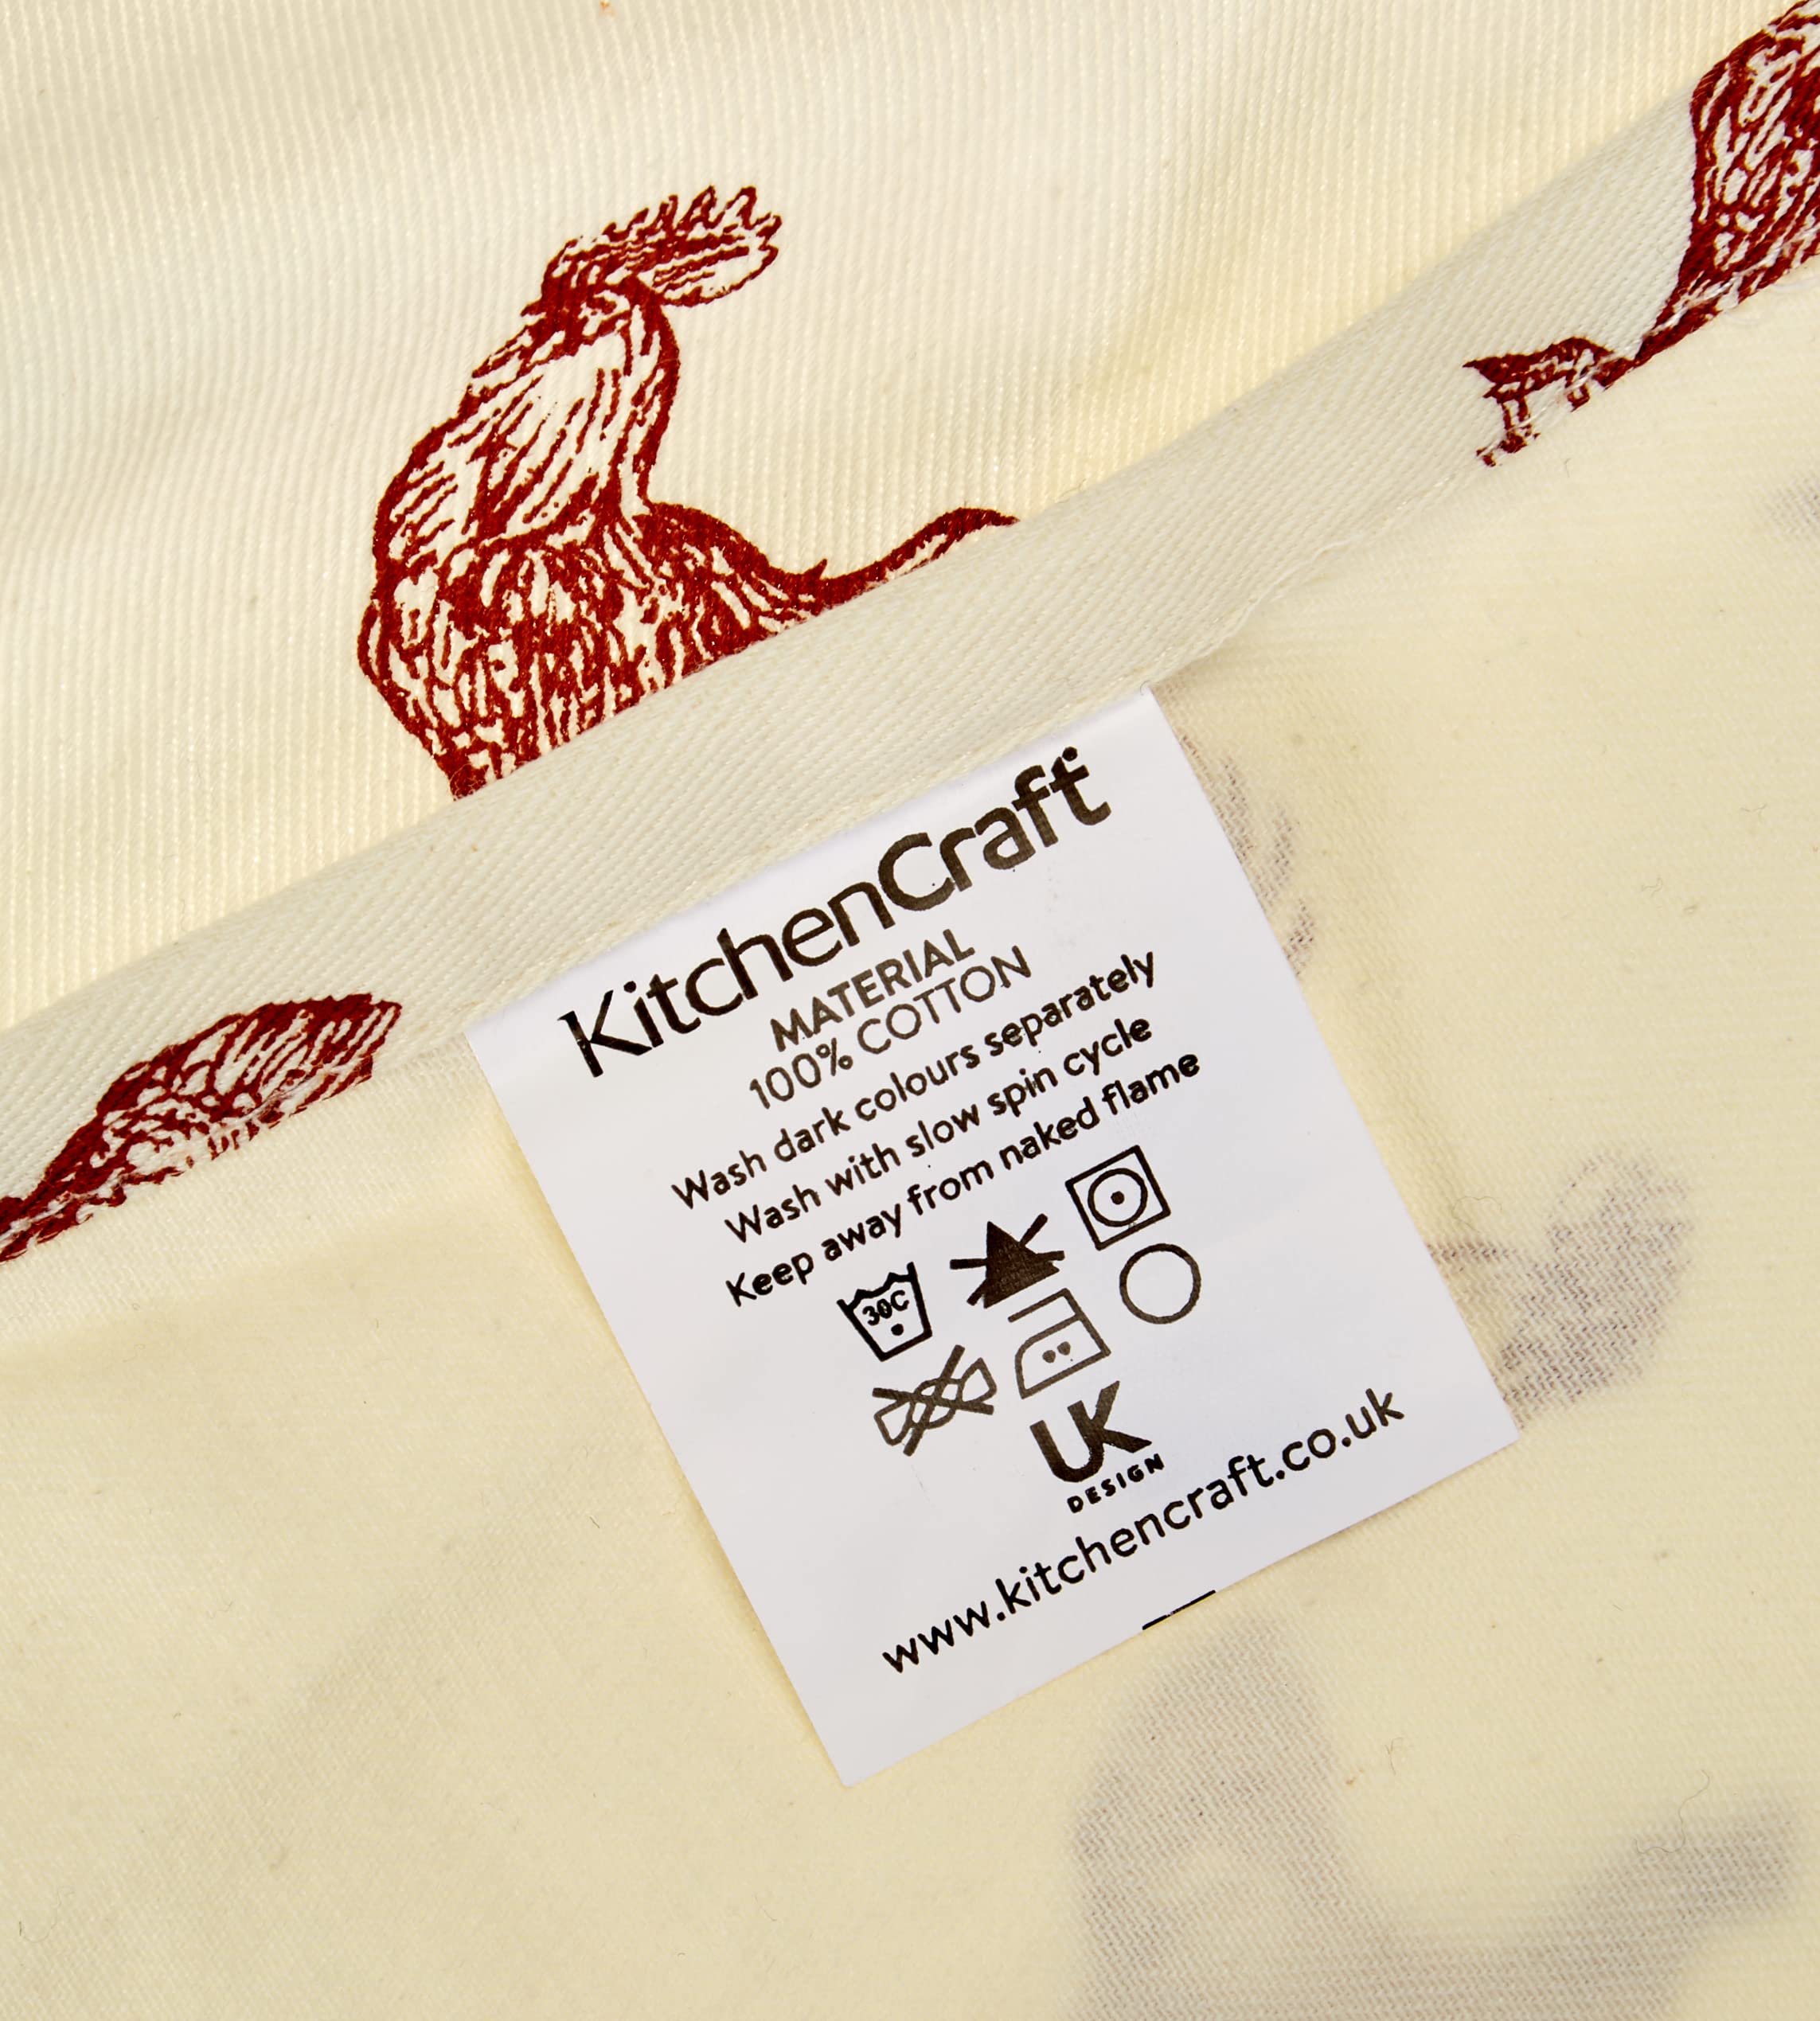 KitchenCraft
MATERIAL
100% COTTON
Wash dark colours separately
Wash with slow spin cycle
Keep away from naked flame
30C
UK
DESIGN
www.kitchencraft.co.uk